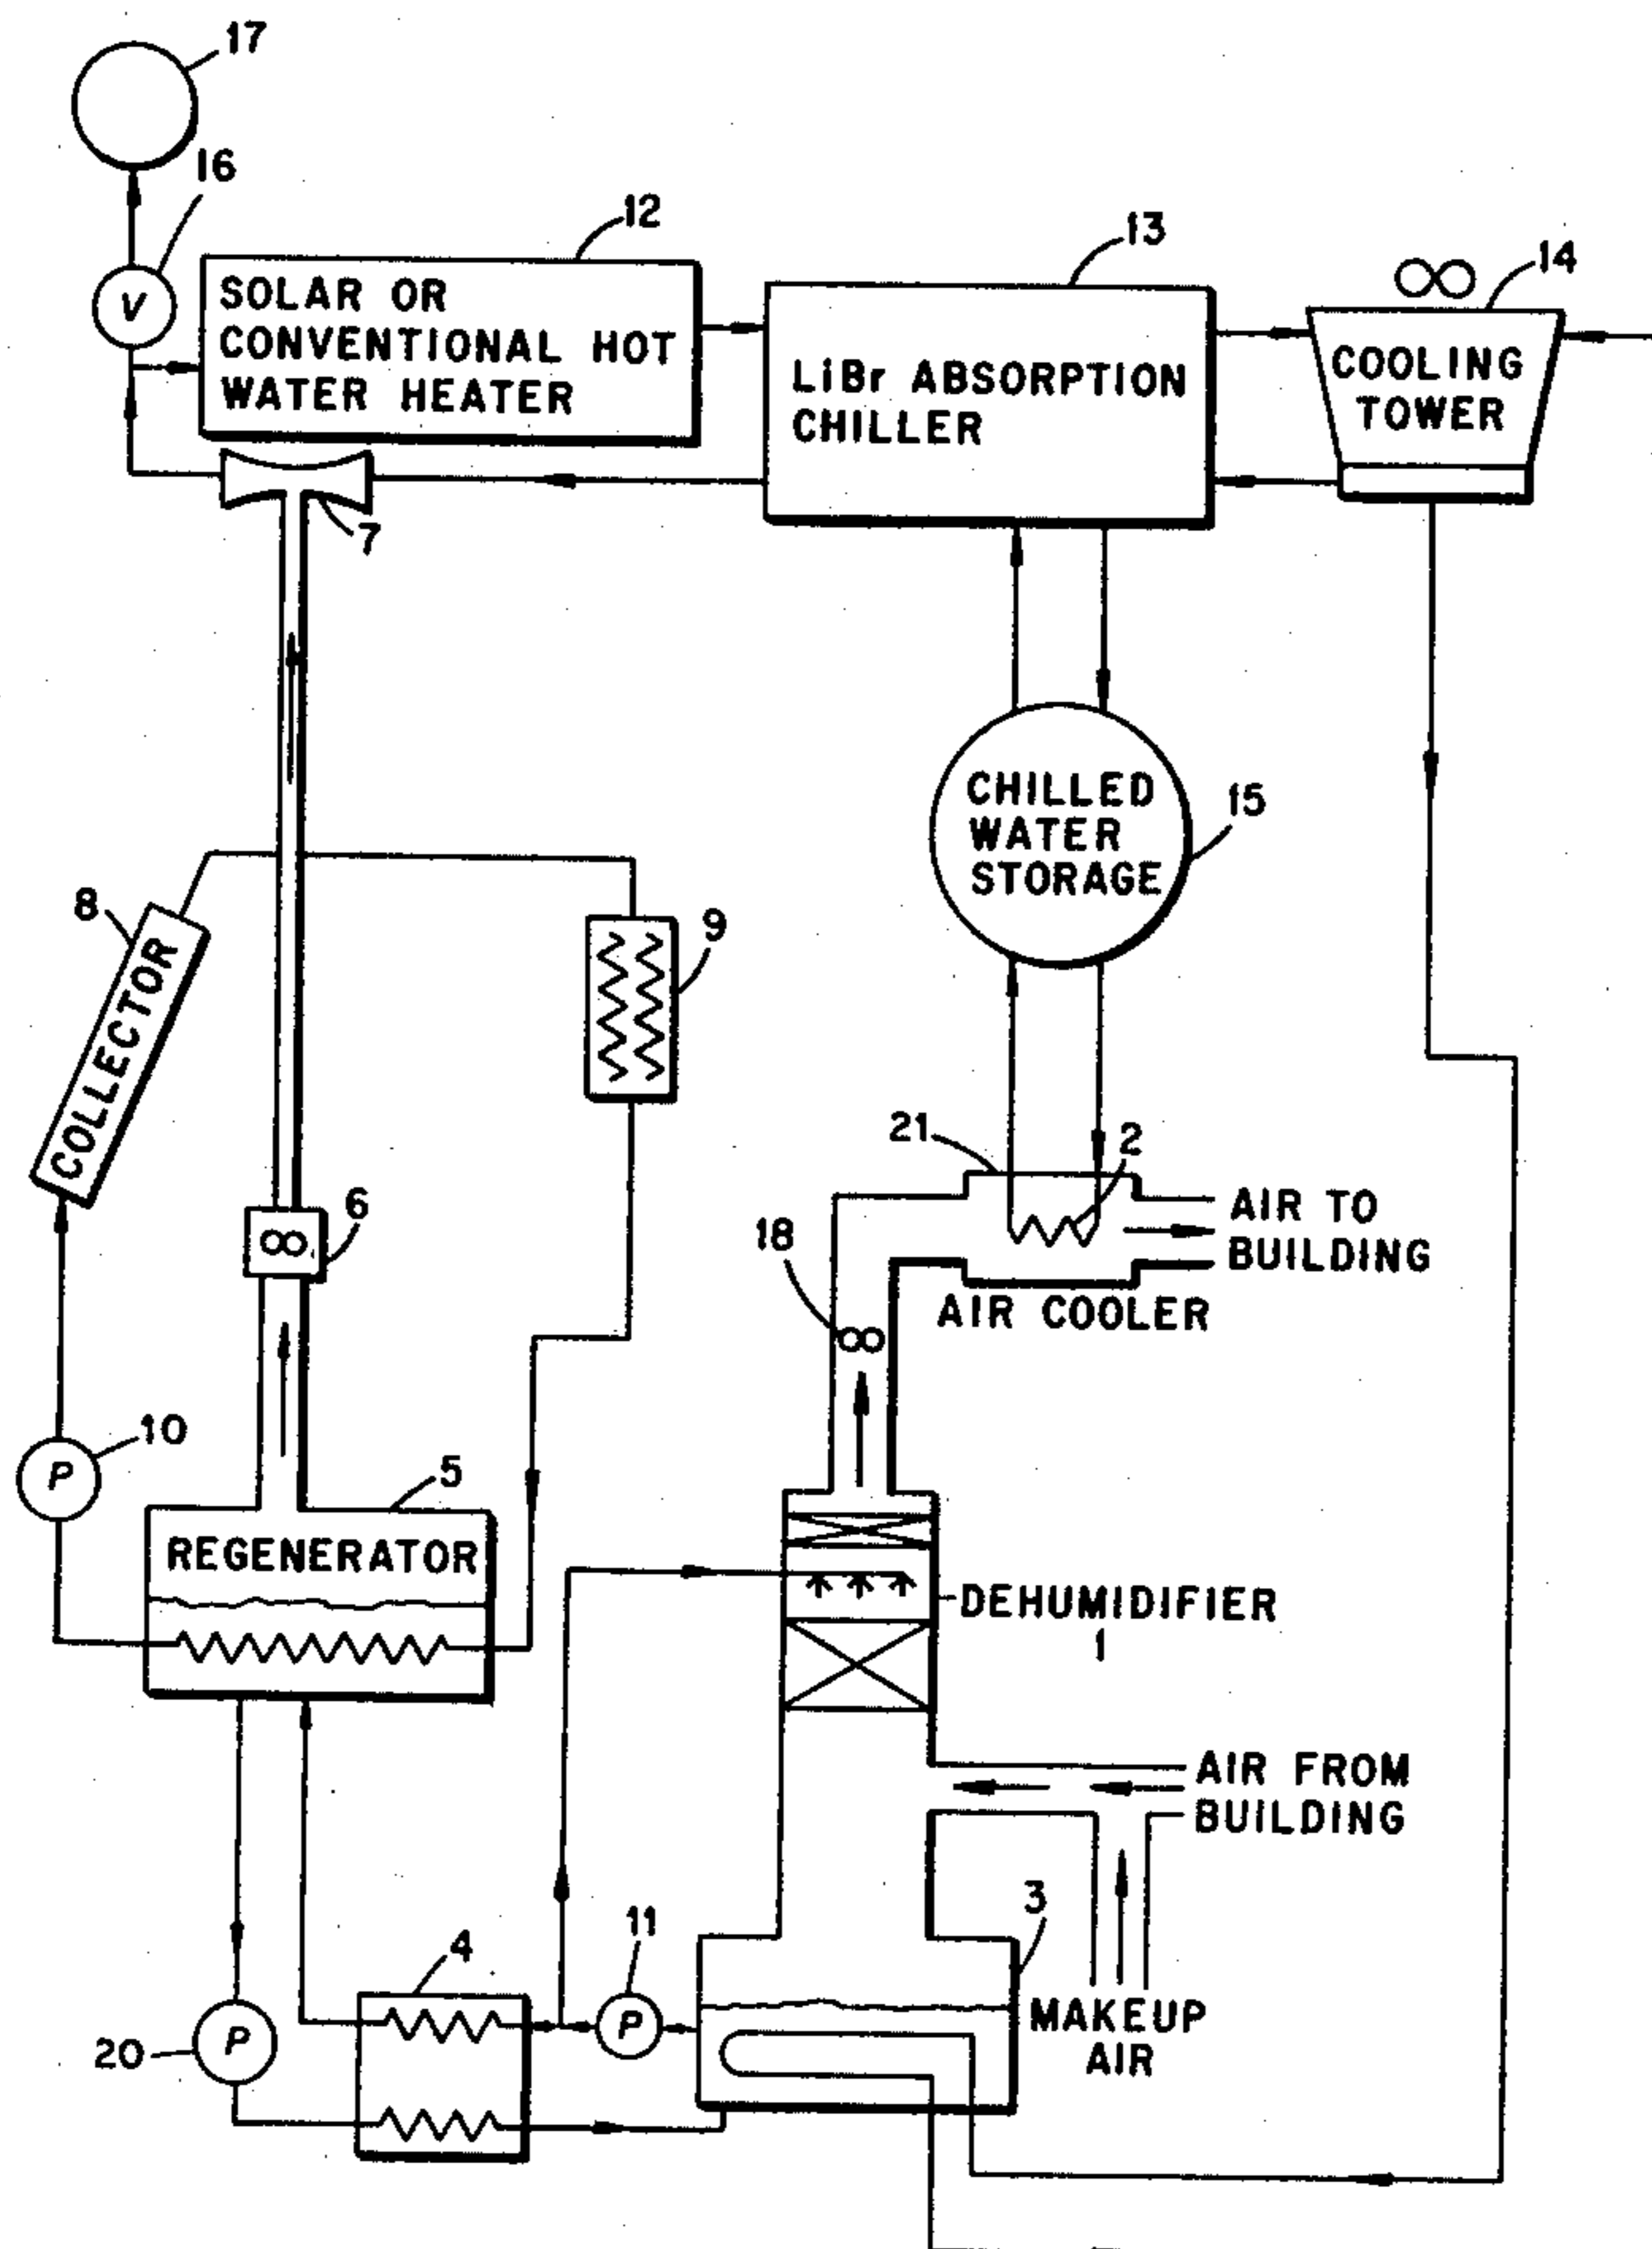 17
16
V
12
SOLAR OR
CONVENTIONAL HOT
WATER HEATER
13
LiBr ABSORPTION
CHILLER
14
COOLING
TOWER
7
CHILLED
WATER
STORAGE
15
8
COLLECTOR
9
21
2
6
18
AIR TO
BUILDING
AIR COOLER
10
P
5
REGENERATOR
DEHUMIDIFIER
1
AIR FROM
BUILDING
3
4
11
P
20
P
MAKEUP
AIR